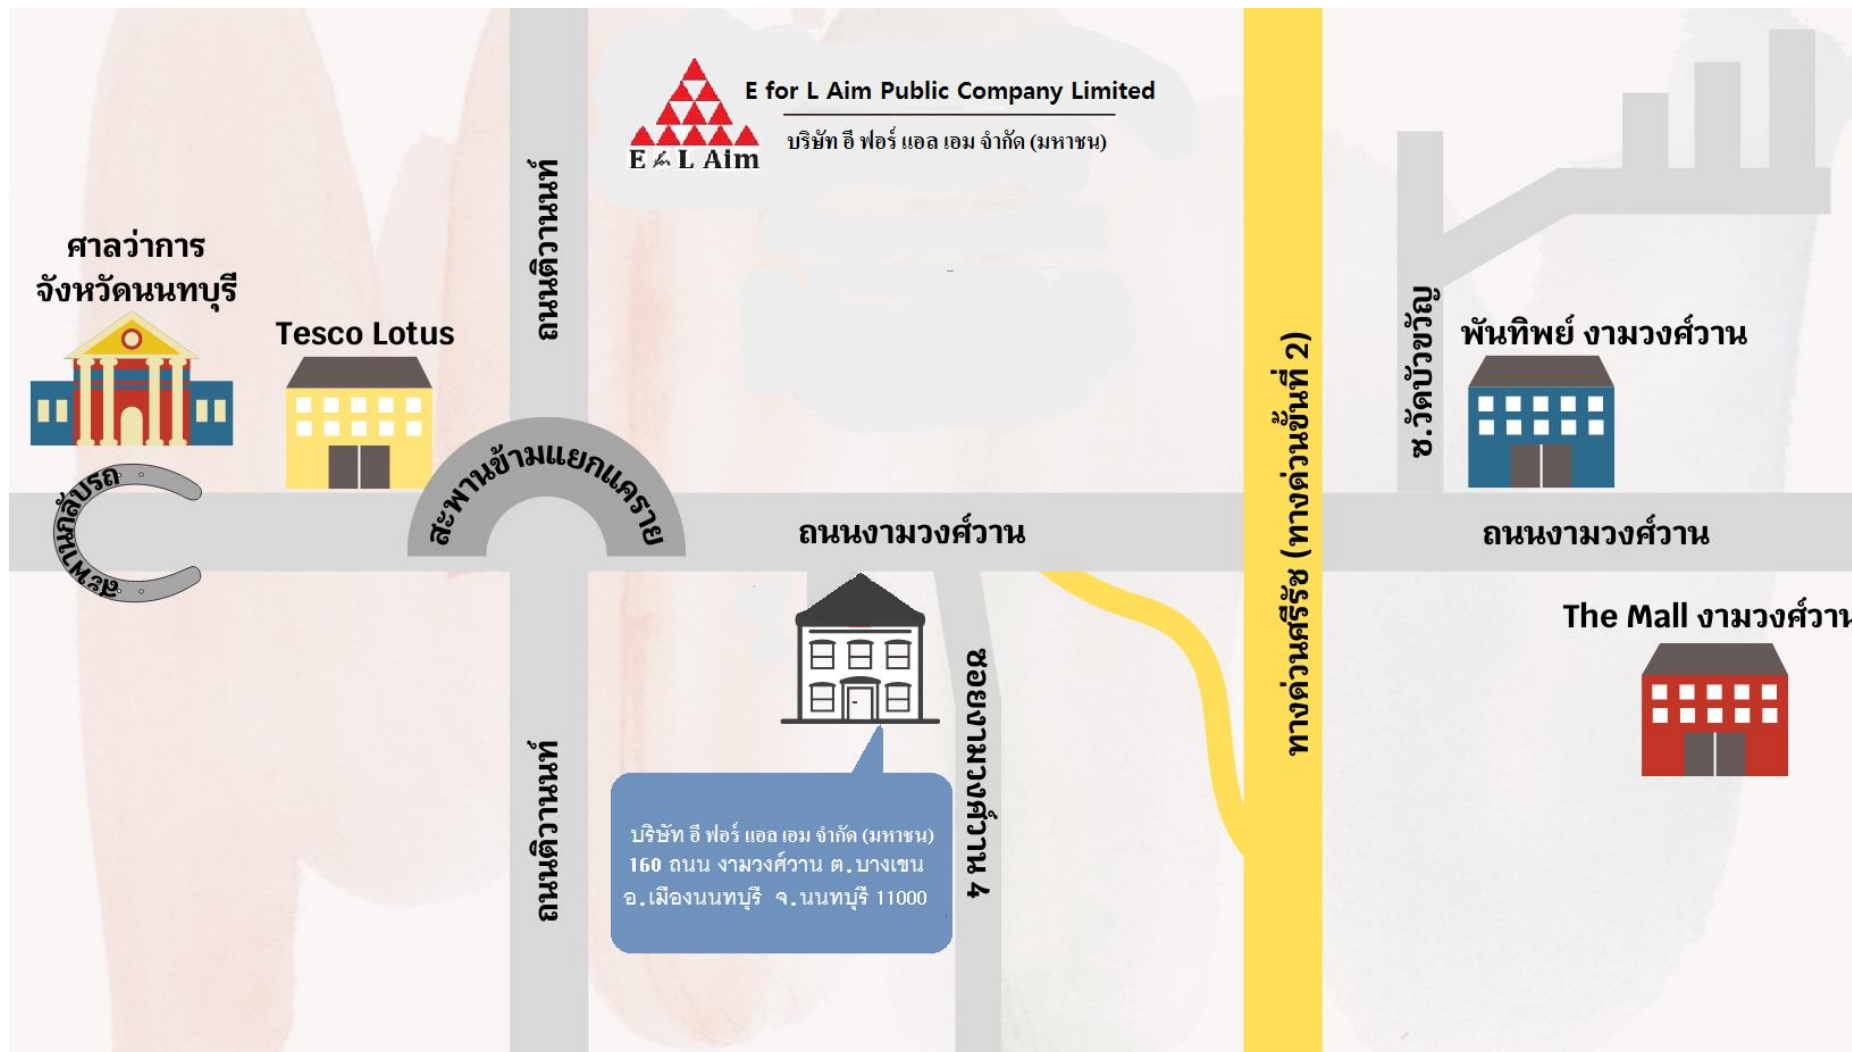 E for L Aim Public Company Limited
บริษัท อี ฟอร์ แอล เอม จำกัด (มหาชน)
E for L Aim
ถนนติวานนท์
ศาลว่าการ
จังหวัดนนทบุรี
Tesco Lotus
สะพานกลับรถ
สะพานข้ามแยกแคราย
ถนนงามวงศ์วาน
ทางด่วนศรีรัช (ทางด่วนขั้นที่ 2)
ซ.วัดบัวขวัญ
พันทิพย์ งามวงศ์วาน
ถนนงามวงศ์วาน
The Mall งามวงศ์วาน
ซอยงามวงศ์วาน 4
ถนนติวานนท์
บริษัท อี ฟอร์ แอล เอม จำกัด (มหาชน)
160 ถนน งามวงศ์วาน ต.บางเขน
อ.เมืองนนทบุรี จ.นนทบุรี 11000